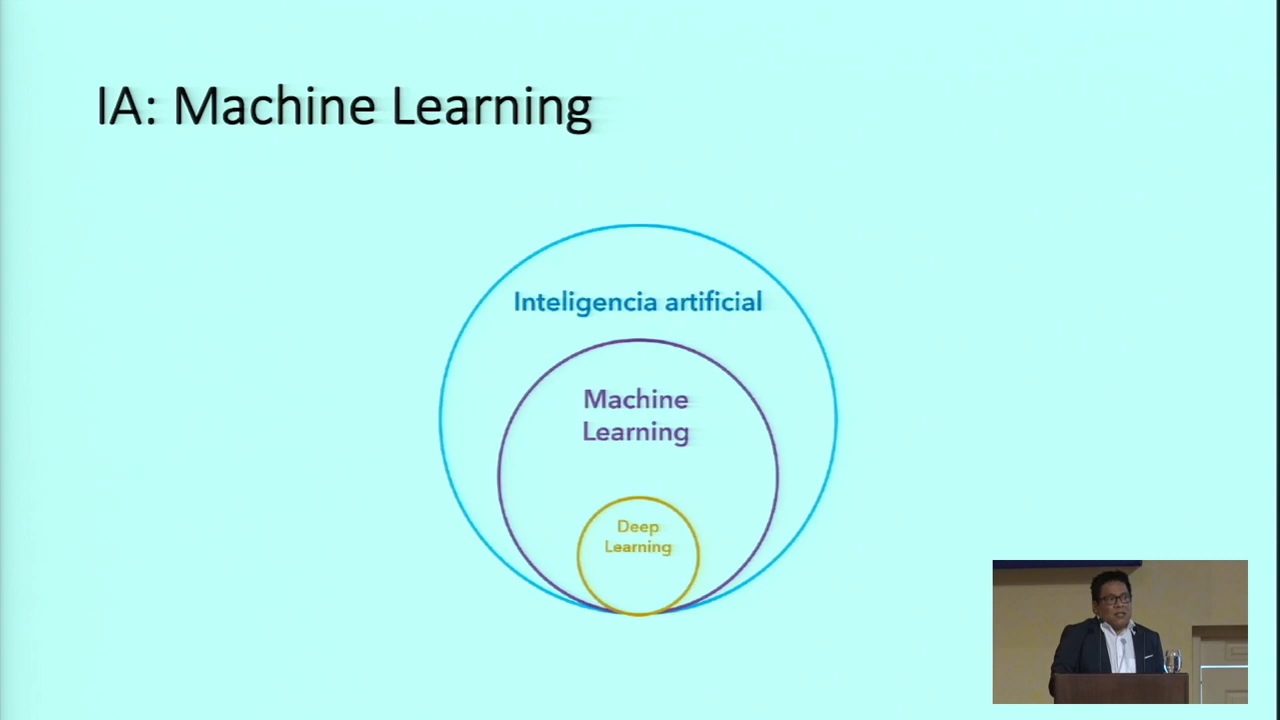 IA: Machine Learning
Inteligencia artificial
Machine
Learning
Deep
Learning